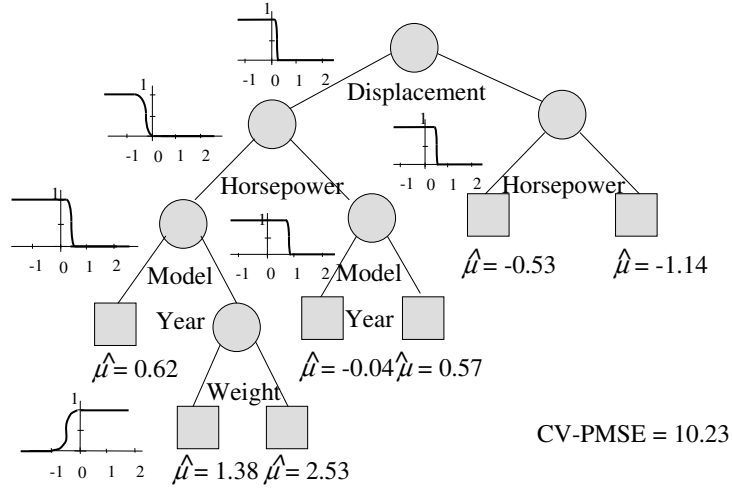 1
-1 0 1 2
Displacement
1
-1 0 1 2
1
-1 0 1 2
Horsepower
Horsepower
1
-1 0 1 2
1
-1 0 1 2
μ̂ = -0.53 μ̂ = -1.14
Model
Year
Model
Year
μ̂ = 0.62
μ̂ = -0.04 μ̂ = 0.57
Weight
1
-1 0 1 2
μ̂ = 1.38 μ̂ = 2.53
CV-PMSE = 10.23